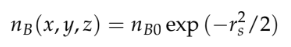 n_B(x, y, z) = n_{B0} exp (−r_s^2/2)